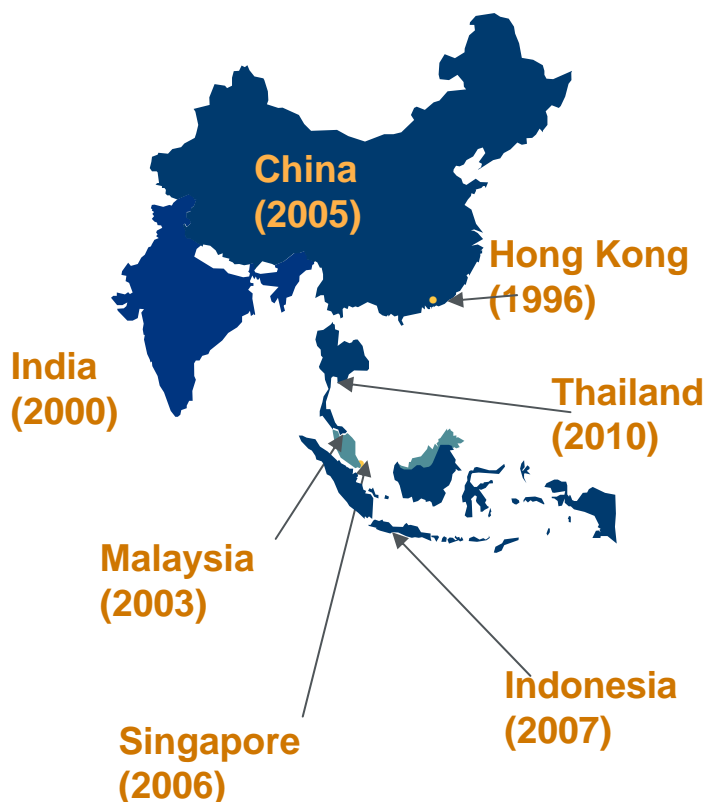 China
(2005)
Hong Kong
(1996)
India
(2000)
Thailand
(2010)
Malaysia
(2003)
Indonesia
(2007)
Singapore
(2006)